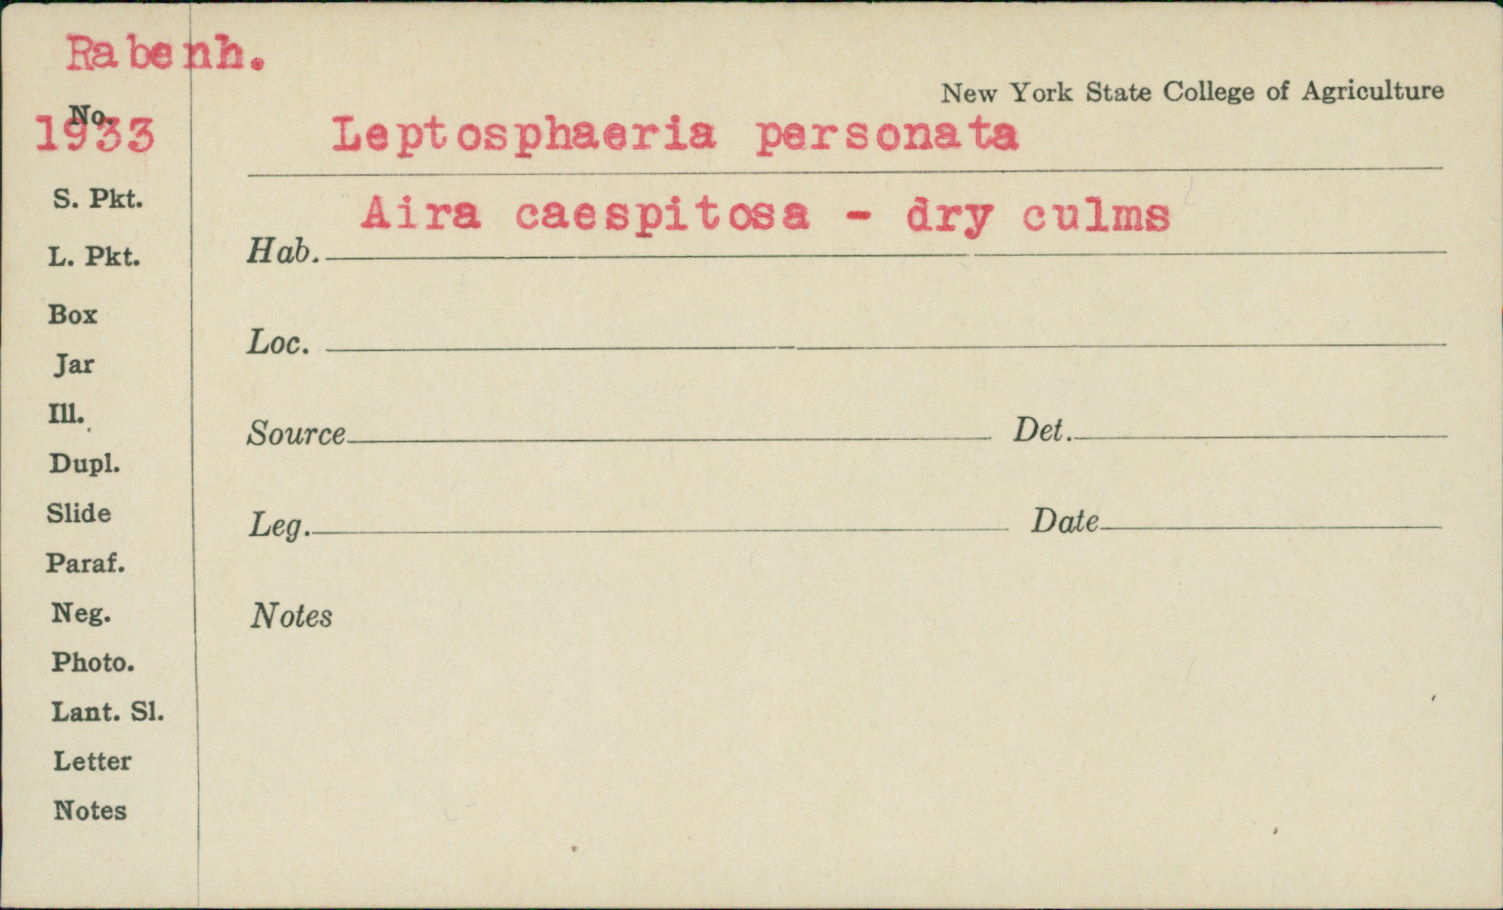 Rabenh.
New York State College of Agriculture
No.
1933
Leptosphaeria personata
S. Pkt.
Aira caespitosa - dry culms
Hab.
L. Pkt.
Box
Loc.
Jar
Ill.
Source
Det.
Dupl.
Slide
Leg.
Date
Paraf.
Neg.
Notes
Photo.
Lant. Sl.
Letter
Notes